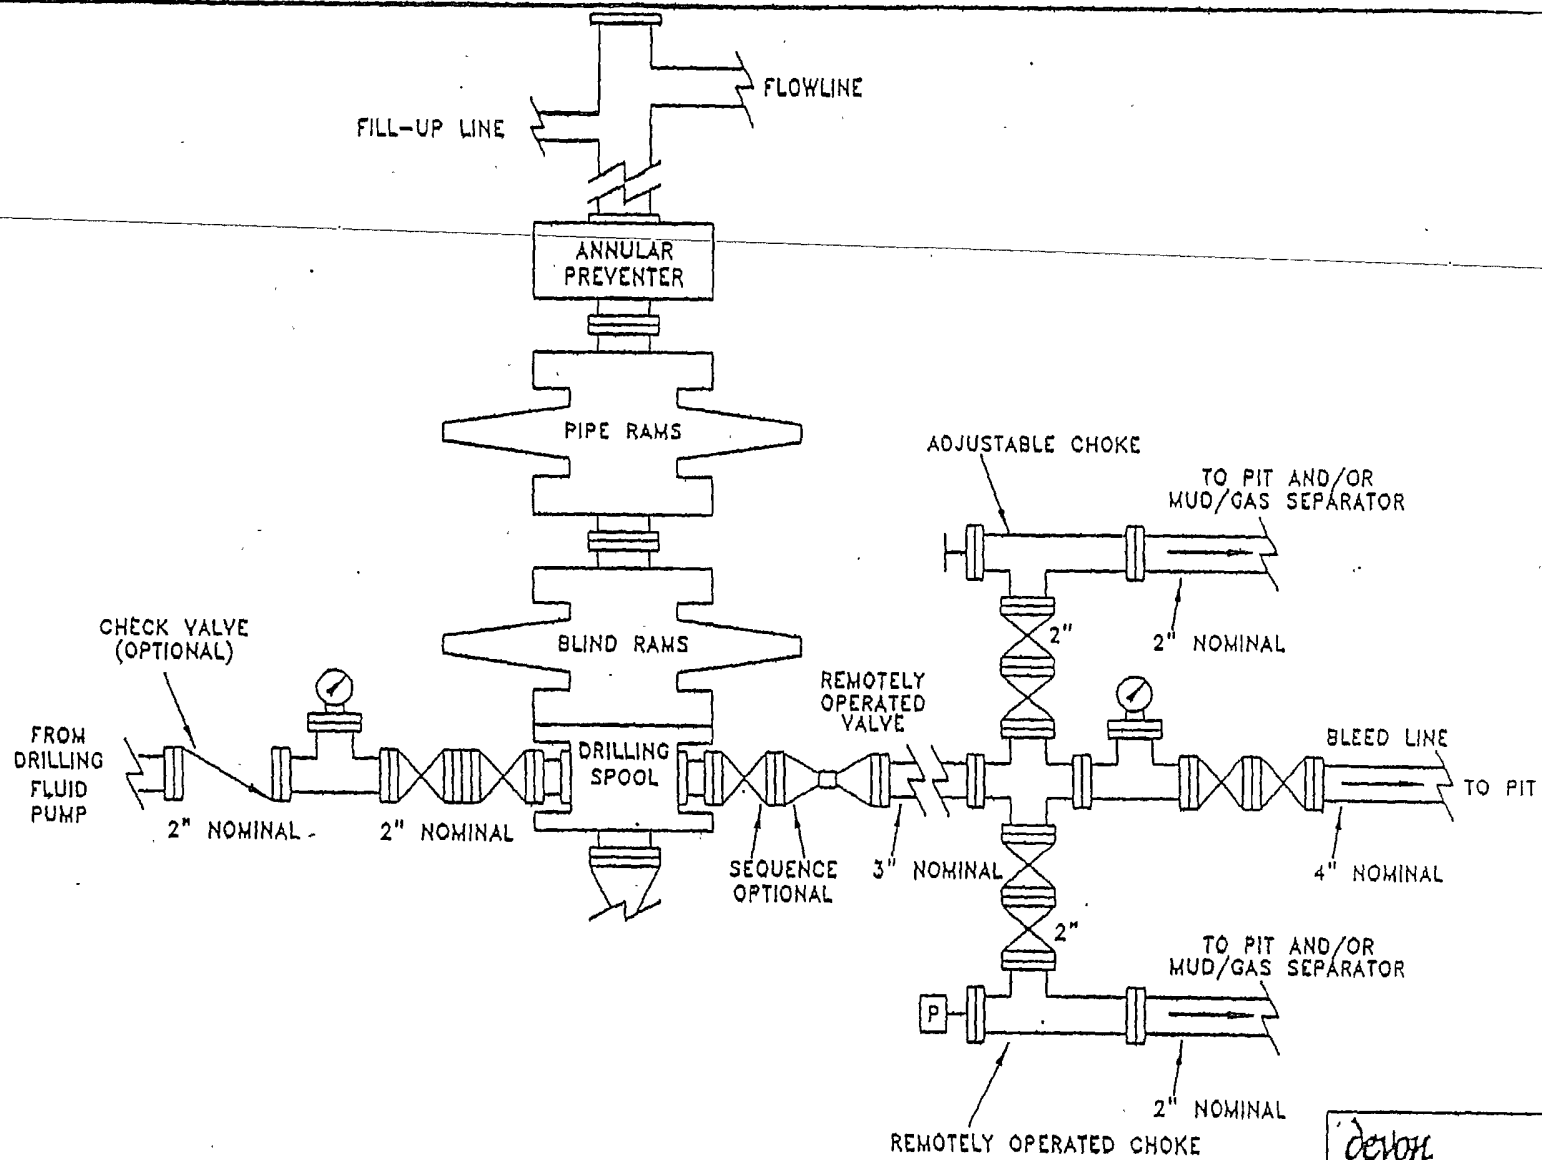 FLOWLINE
FILL-UP LINE
ANNULAR
PREVENTER
PIPE RAMS
ADJUSTABLE CHOKE
TO PIT AND/OR
MUD/GAS SEPARATOR
2"
2" NOMINAL
CHECK VALVE
(OPTIONAL)
BLIND RAMS
REMOTELY
OPERATED
VALVE
FROM
DRILLING
FLUID
PUMP
DRILLING
SPOOL
BLEED LINE
TO PIT
2" NOMINAL
2" NOMINAL
SEQUENCE
OPTIONAL
3" NOMINAL
4" NOMINAL
2"
TO PIT AND/OR
MUD/GAS SEPARATOR
P
2" NOMINAL
REMOTELY OPERATED CHOKE
devon